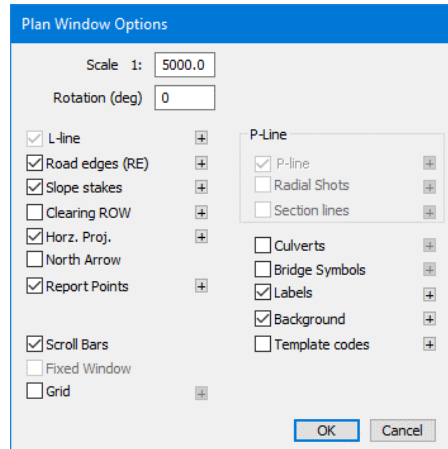 Plan Window Options
Scale 1: 5000.0
Rotation (deg) 0
L-line
Road edges (RE)
Slope stakes
Clearing ROW
Horz. Proj.
North Arrow
Report Points
Scroll Bars
Fixed Window
Grid
P-Line
P-line
Radial Shots
Section lines
Culverts
Bridge Symbols
Labels
Background
Template codes
OK Cancel